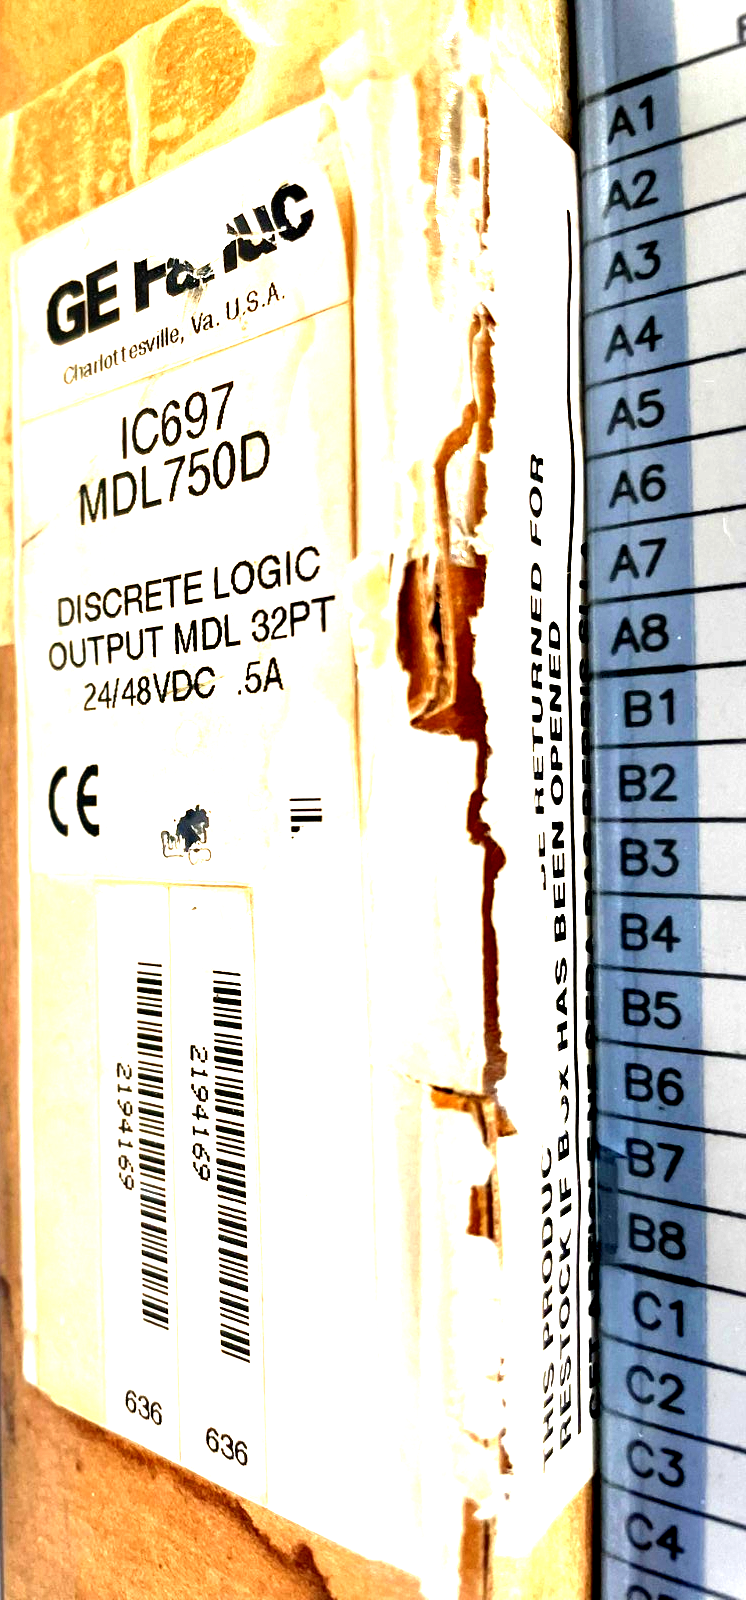 GE Fanuc
Charlottesville, Va. U.S.A.
IC697
MDL750D
DISCRETE LOGIC
OUTPUT MDL 32PT
24/48VDC .5A
CE
2194169
2194169
636
636
THIS PRODUC BE RETURNED FOR
RESTOCK IF BOX HAS BEEN OPENED
A1
A2
A3
A4
A5
A6
A7
A8
B1
B2
B3
B4
B5
B6
B7
B8
C1
C2
C3
C4